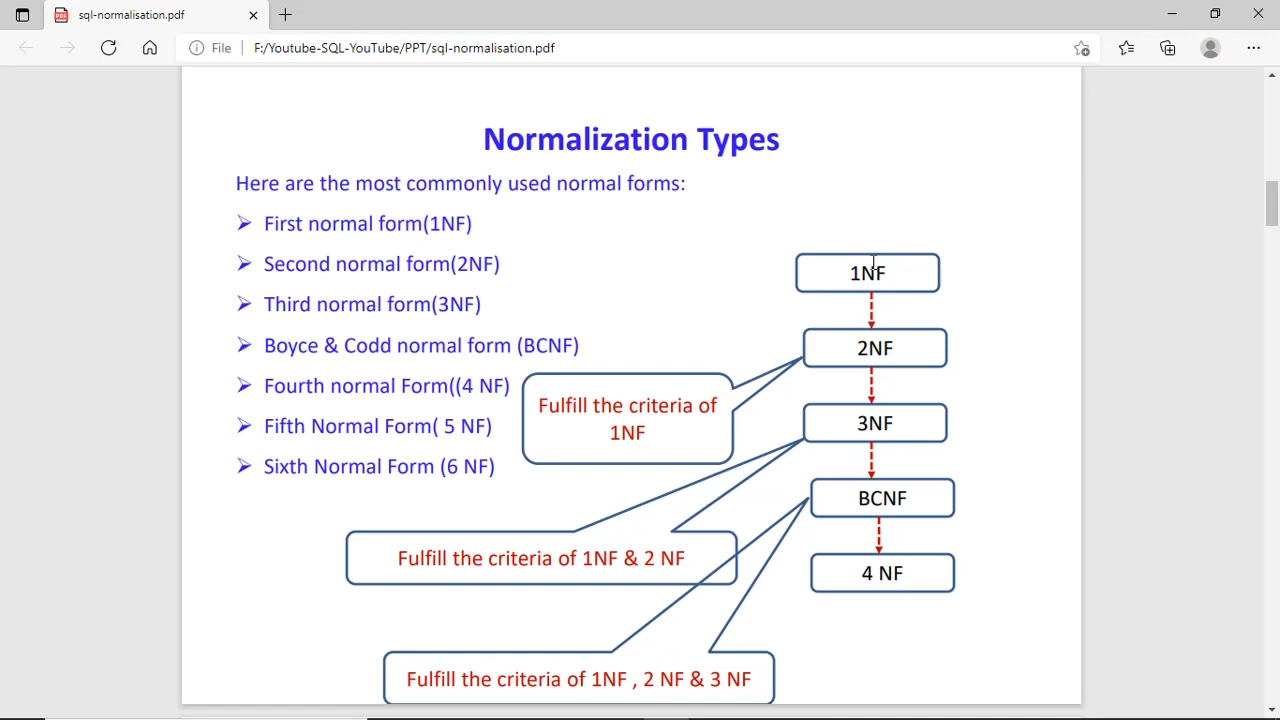 sql-normalisation.pdf
File
F:/Youtube-SQL-YouTube/PPT/sql-normalisation.pdf
Normalization Types
Here are the most commonly used normal forms:
First normal form(1NF)
Second normal form(2NF)
Third normal form(3NF)
Boyce & Codd normal form (BCNF)
Fourth normal Form((4 NF)
Fifth Normal Form( 5 NF)
Sixth Normal Form (6 NF)
1NF
2NF
3NF
BCNF
4 NF
Fulfill the criteria of
1NF
Fulfill the criteria of 1NF & 2 NF
Fulfill the criteria of 1NF , 2 NF & 3 NF